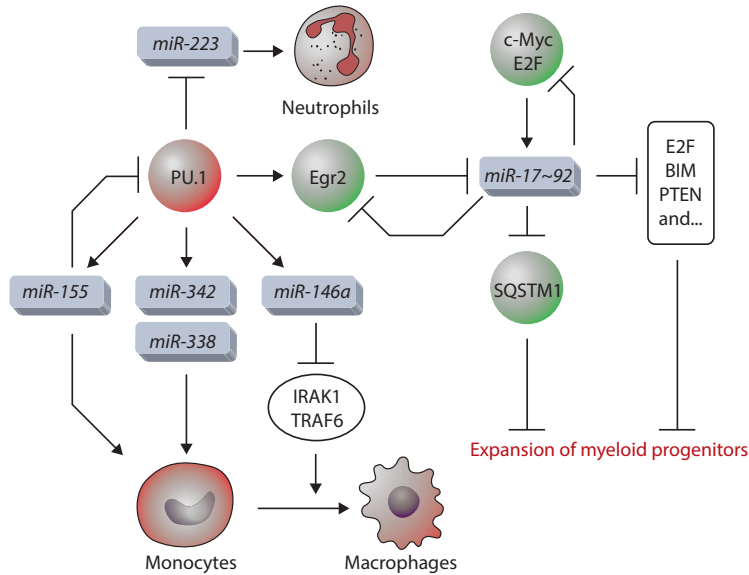 miR-223
Neutrophils
c-Myc
E2F
PU.1
Egr2
miR-17~92
E2F
BIM
PTEN
and...
miR-155
miR-342
miR-146a
SQSTM1
miR-338
IRAK1
TRAF6
Expansion of myeloid progenitors
Monocytes
Macrophages